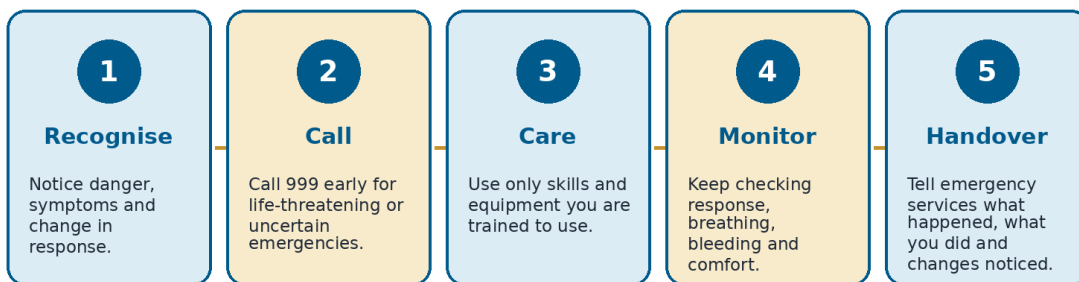 1
Recognise
Notice danger,
symptoms and
change in
response.
2
Call
Call 999 early for
life-threatening or
uncertain
emergencies.
3
Care
Use only skills and
equipment you are
trained to use.
4
Monitor
Keep checking
response,
breathing,
bleeding and
comfort.
5
Handover
Tell emergency
services what
happened, what
you did and
changes noticed.